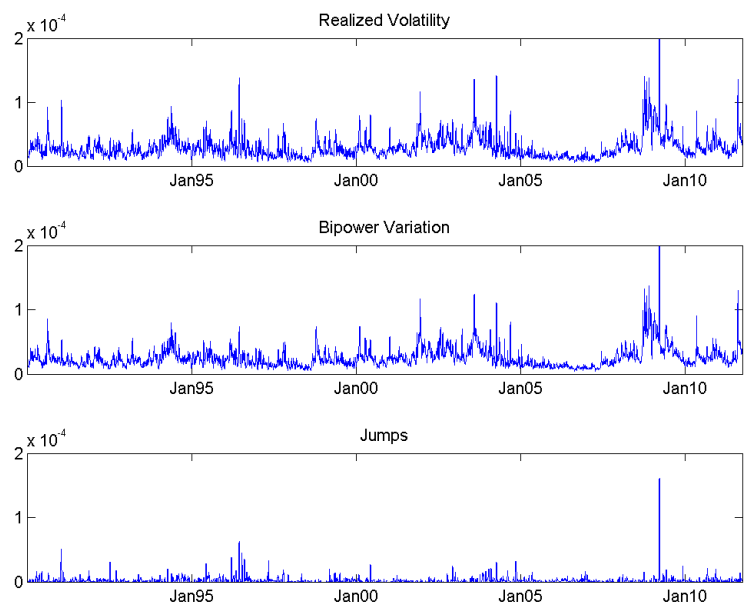 Realized Volatility
x 10⁻⁴
2
1
0
Jan95 Jan00 Jan05 Jan10
Bipower Variation
x 10⁻⁴
2
1
0
Jan95 Jan00 Jan05 Jan10
Jumps
x 10⁻⁴
2
1
0
Jan95 Jan00 Jan05 Jan10